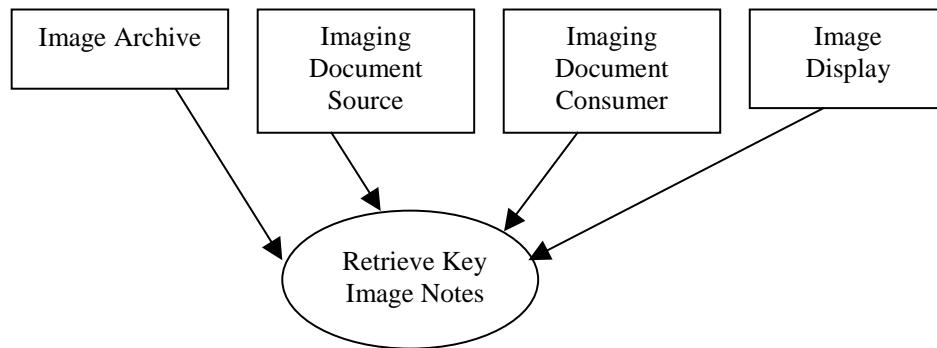 Image Archive
Imaging
Document
Source
Imaging
Document
Consumer
Image
Display
Retrieve Key
Image Notes